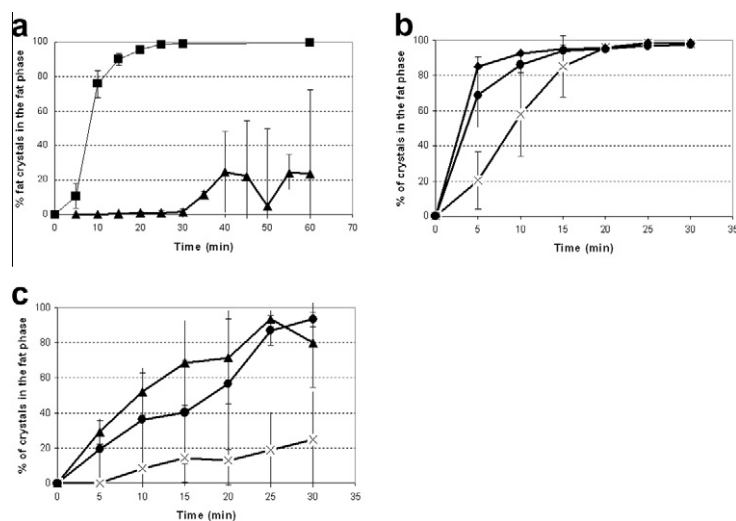 a
% fat crystals in the fat phase
100
80
60
40
20
0
0 10 20 30 40 50 60 70
Time (min)
b
% of crystals in the fat phase
100
80
60
40
20
0
0 5 10 15 20 25 30 35
Time (min)
c
% of crystals in the fat phase
100
80
60
40
20
0
0 5 10 15 20 25 30 35
Time (min)